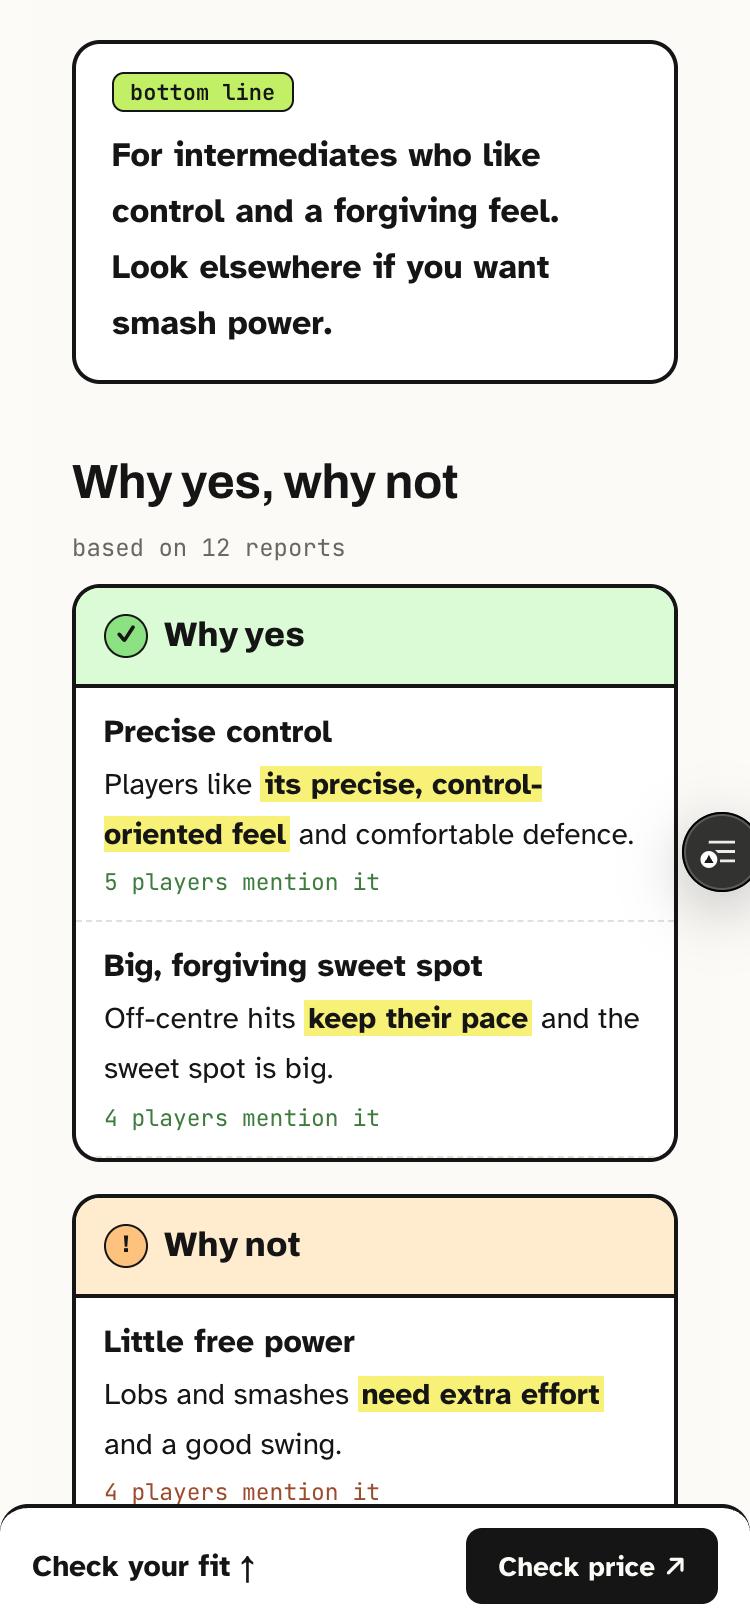 bottom line
For intermediates who like
control and a forgiving feel.
Look elsewhere if you want
smash power.
Why yes, why not
based on 12 reports
Why yes
Precise control
Players like its precise, control-
oriented feel and comfortable defence.
5 players mention it
Big, forgiving sweet spot
Off-centre hits keep their pace and the
sweet spot is big.
4 players mention it
! Why not
Little free power
Lobs and smashes need extra effort
and a good swing.
4 players mention it
Check your fit ↑
Check price ↗